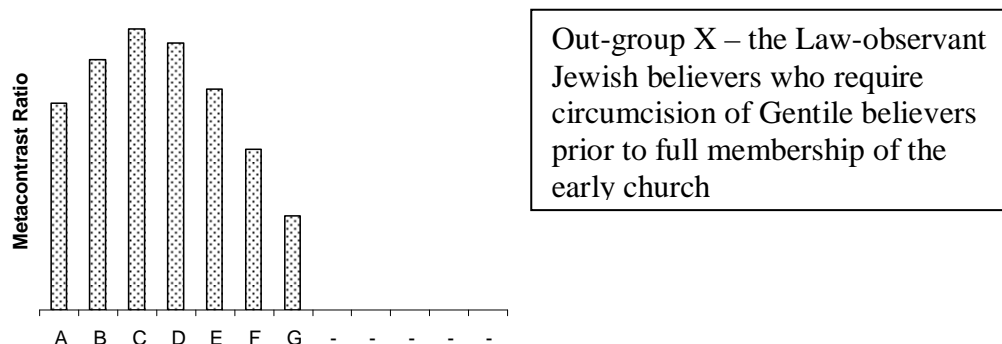 Metacontrast Ratio
A B C D E F G - - - - -
Out-group X – the Law-observant
Jewish believers who require
circumcision of Gentile believers
prior to full membership of the
early church